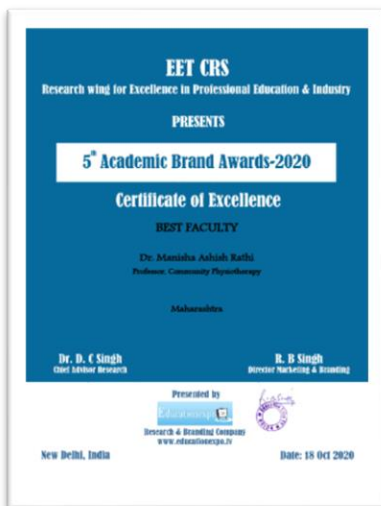 EET CRS
Research wing for Excellence in Professional Education & Industry
PRESENTS
5th Academic Brand Awards-2020
Certificate of Excellence
BEST FACULTY
Dr. Manisha Ashish Rathi
Professor, Community Physiotherapy
Maharashtra
Dr. D. C Singh
Chief Advisor Research
R. B Singh
Director Marketing & Branding
Presented by
Educationexpo
Research & Branding Company
www.educationexpo.tv
New Delhi, India
Date: 18 Oct 2020